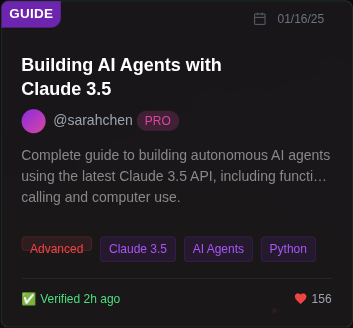 GUIDE
01/16/25
Building AI Agents with
Claude 3.5
@sarahchen PRO
Complete guide to building autonomous AI agents
using the latest Claude 3.5 API, including functi…
calling and computer use.
Advanced Claude 3.5 AI Agents Python
✅ Verified 2h ago ❤ 156